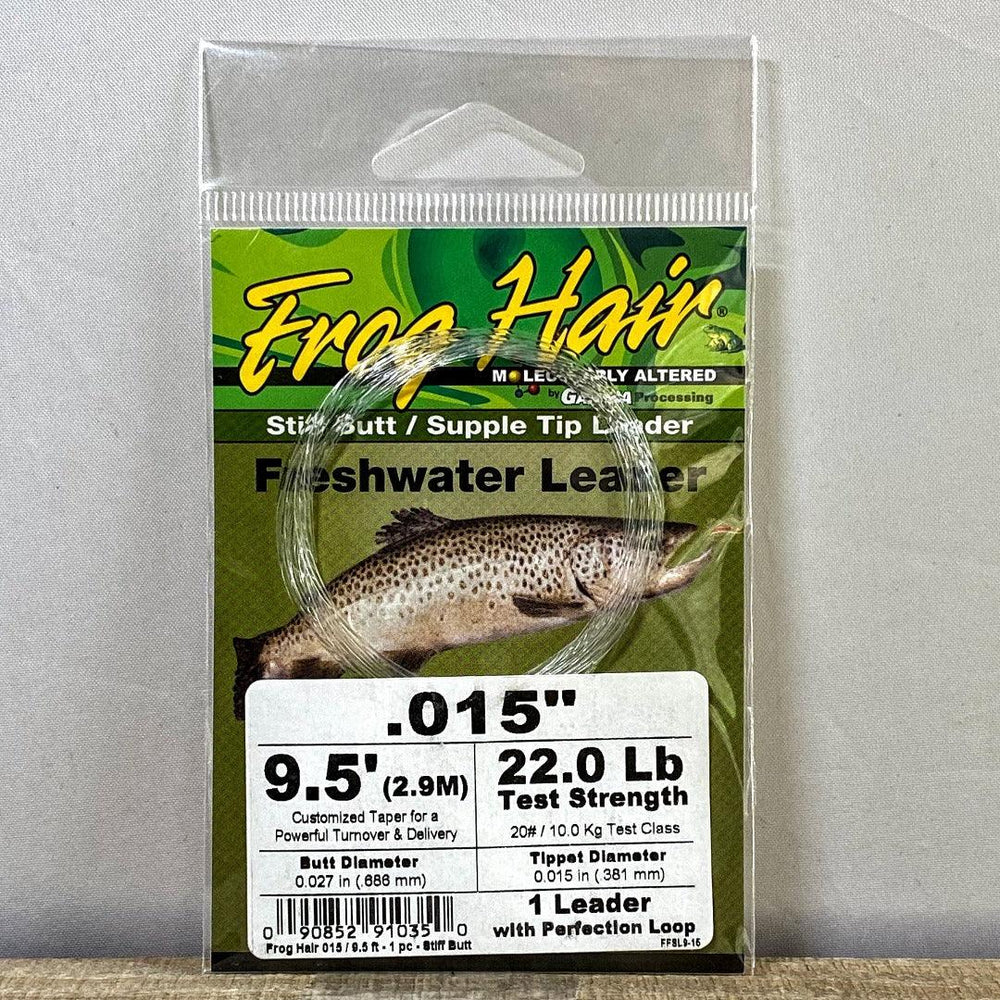 Frog Hair®
MOLECULARLY ALTERED
by GAMMA Processing
Stiff Butt / Supple Tip Leader
Freshwater Leader
.015"
9.5' (2.9M)
Customized Taper for a
Powerful Turnover & Delivery
22.0 Lb
Test Strength
20# / 10.0 Kg Test Class
Butt Diameter
0.027 in (.686 mm)
Tippet Diameter
0.015 in (.381 mm)
0 90852 91035 0
Frog Hair 015 / 9.5 ft - 1 pc - Stiff Butt
1 Leader
with Perfection Loop
FFSL9-15